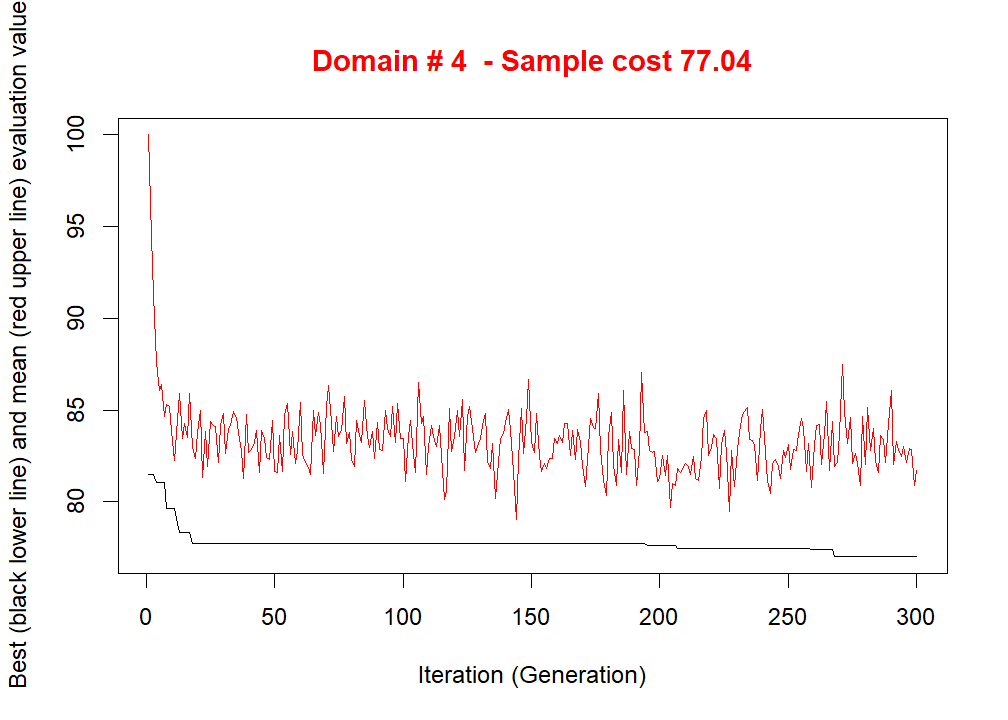 Domain # 4 - Sample cost 77.04
Best (black lower line) and mean (red upper line) evaluation value
100
95
90
85
80
0 50 100 150 200 250 300
Iteration (Generation)